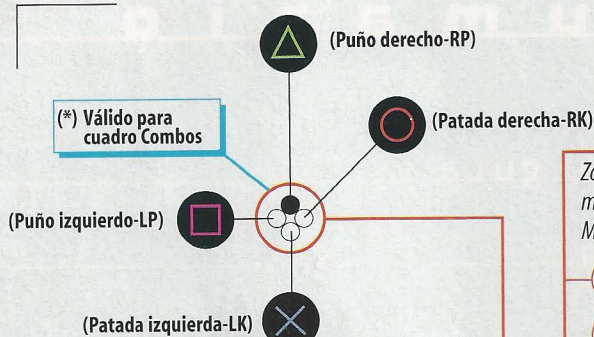 (Puño derecho-RP)
(*) Válido para
cuadro Combos
(Patada derecha-RK)
(Puño izquierdo-LP)
(Patada izquierda-LK)